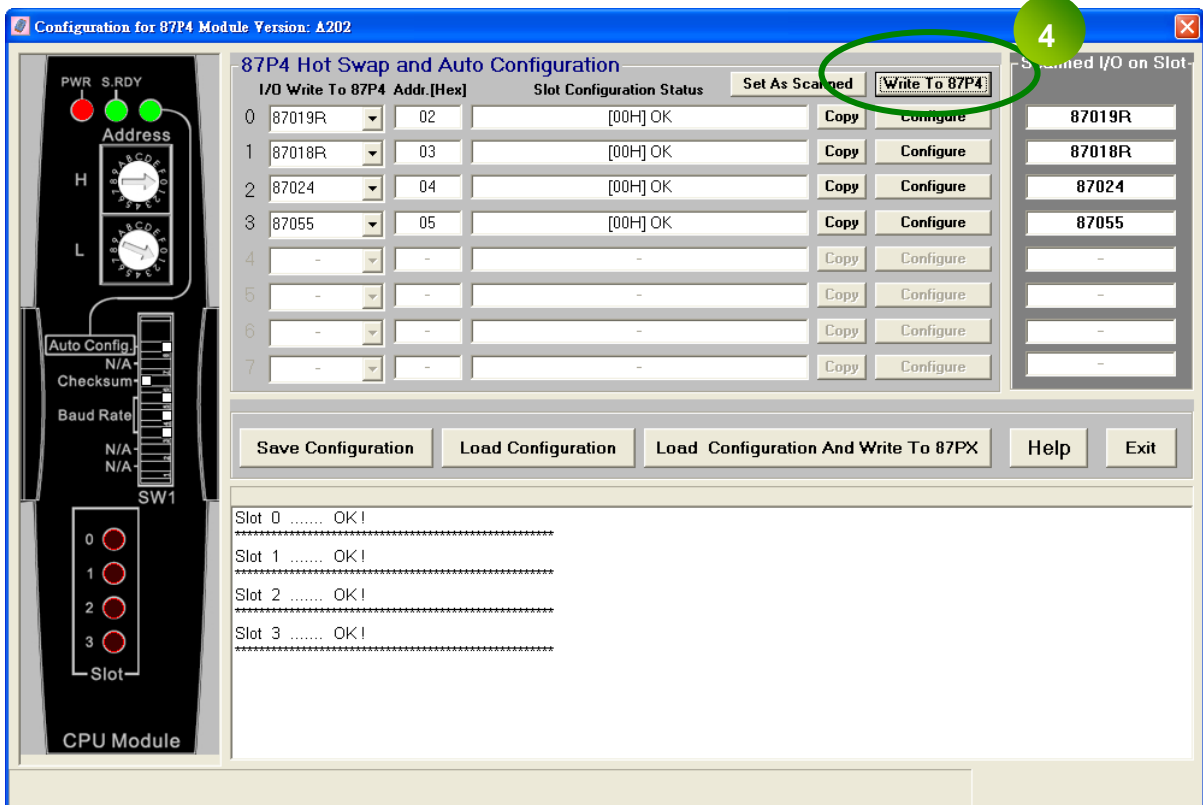 Configuration for 87P4 Module Version: A202
4
PWR S.RDY
Address
H
L
Auto Config.
N/A
Checksum
Baud Rate
N/A
N/A
SW1
0
1
2
3
Slot
CPU Module
87P4 Hot Swap and Auto Configuration
Set As Scanned Write To 87P4
I/O Write To 87P4 Addr.[Hex] Slot Configuration Status
0 87019R 02 [00H] OK Copy Configure
1 87018R 03 [00H] OK Copy Configure
2 87024 04 [00H] OK Copy Configure
3 87055 05 [00H] OK Copy Configure
4 - - - Copy Configure
5 - - - Copy Configure
6 - - - Copy Configure
7 - - - Copy Configure
Scanned I/O on Slot
87019R
87018R
87024
87055
-
-
-
-
Save Configuration Load Configuration Load Configuration And Write To 87PX Help Exit
Slot 0 ....... OK!
*****************************************************
Slot 1 ....... OK!
*****************************************************
Slot 2 ....... OK!
*****************************************************
Slot 3 ....... OK!
*****************************************************